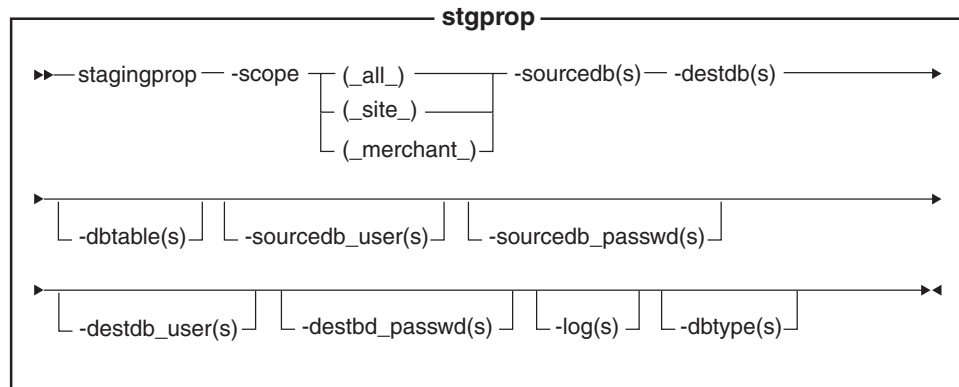 stgprop
stagingprop -scope (_all_) -sourcedb(s) -destdb(s)
(_site_)
(_merchant_)
-dbtable(s) -sourcedb_user(s) -sourcedb_passwd(s)
-destdb_user(s) -destbd_passwd(s) -log(s) -dbtype(s)